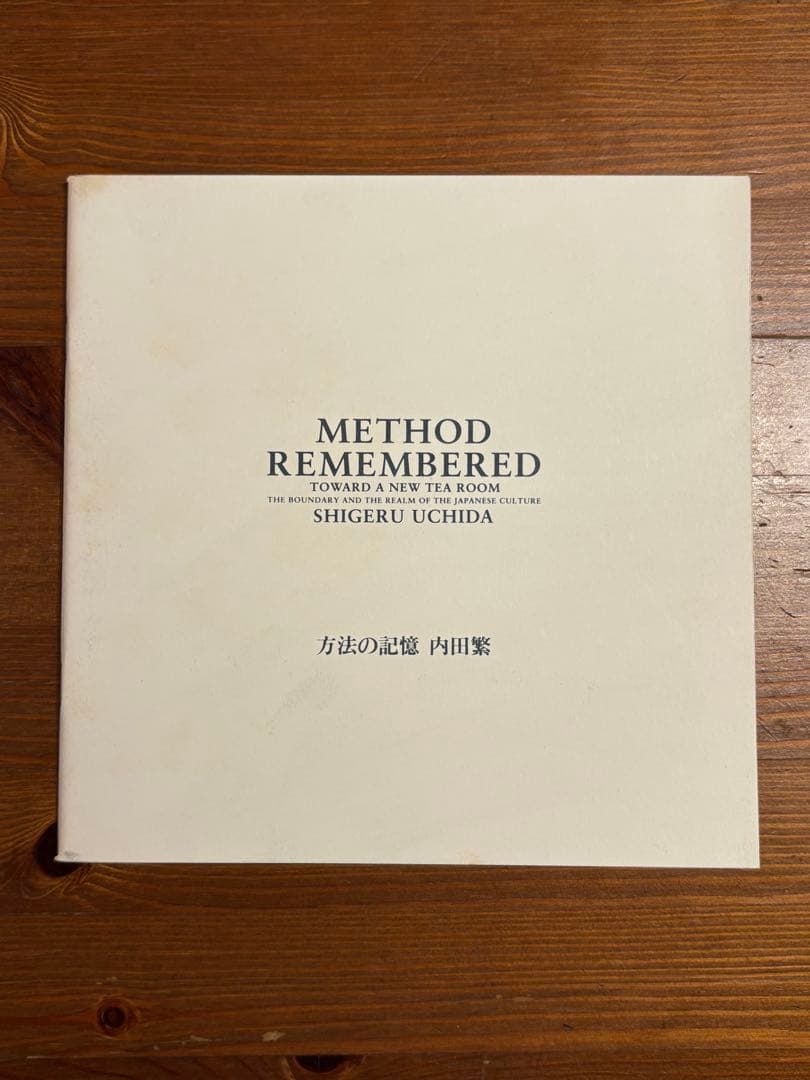 METHOD
REMEMBERED
TOWARD A NEW TEA ROOM
THE BOUNDARY AND THE REALM OF THE JAPANESE CULTURE
SHIGERU UCHIDA
方法の記憶 内田繁